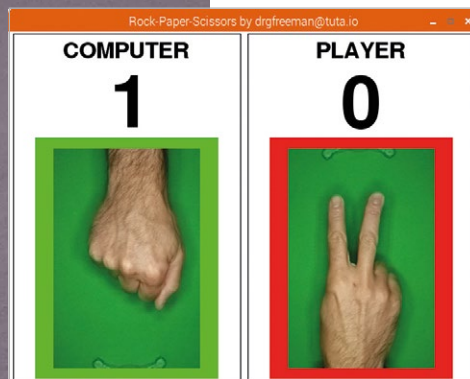 Rock-Paper-Scissors by drgfreeman@tuta.io
COMPUTER
PLAYER
1
0